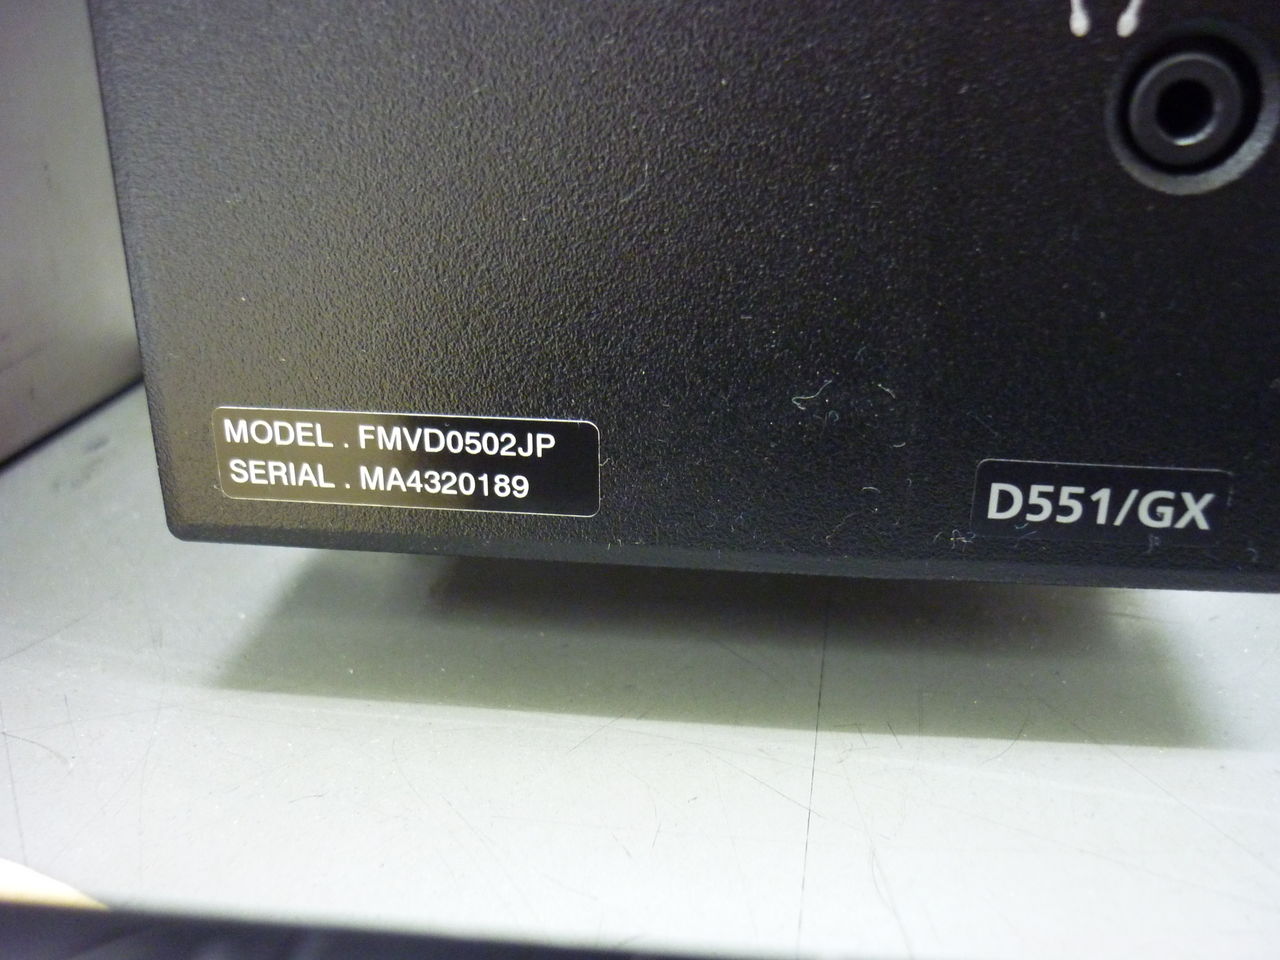 MODEL . FMVD0502JP
SERIAL . MA4320189
D551/GX